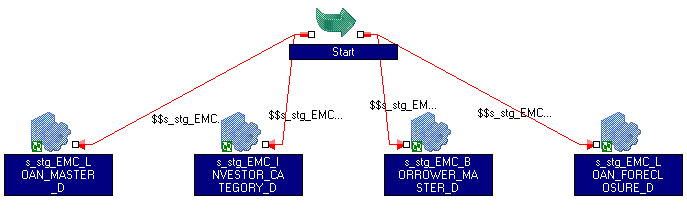 Start
$$s_stg_EMC...
$$s_stg_EMC...
$$s_stg_EM...
$$s_stg_EMC...
s_stg_EMC_L
OAN_MASTER
_D
s_stg_EMC_I
NVESTOR_CA
TEGORY_D
s_stg_EMC_B
ORROWER_MA
STER_D
s_stg_EMC_L
OAN_FORECL
OSURE_D